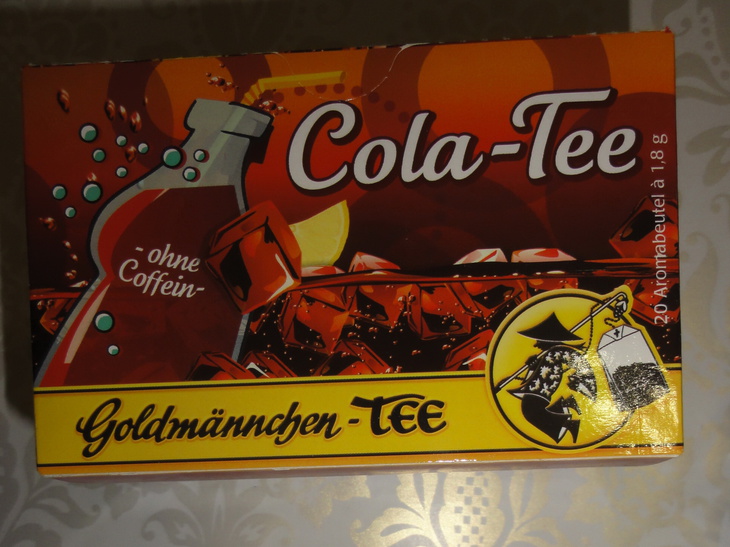 Cola-Tee
- ohne
Coffein-
20 Aromabeutel à 1,8 g
Goldmännchen-TEE